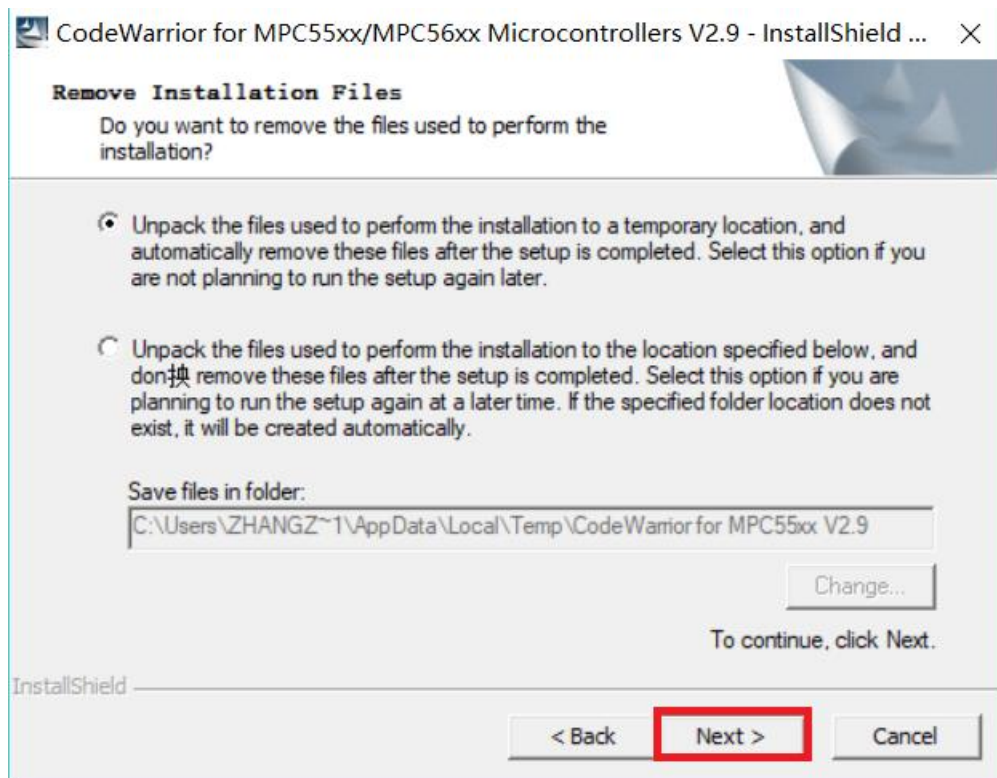 CodeWarrior for MPC55xx/MPC56xx Microcontrollers V2.9 - InstallShield ...
Remove Installation Files
Do you want to remove the files used to perform the
installation?
Unpack the files used to perform the installation to a temporary location, and
automatically remove these files after the setup is completed. Select this option if you
are not planning to run the setup again later.
Unpack the files used to perform the installation to the location specified below, and
don换 remove these files after the setup is completed. Select this option if you are
planning to run the setup again at a later time. If the specified folder location does not
exist, it will be created automatically.
Save files in folder:
C:\Users\ZHANGZ~1\AppData\Local\Temp\CodeWarrior for MPC55xx V2.9
Change...
To continue, click Next.
InstallShield
< Back Next > Cancel